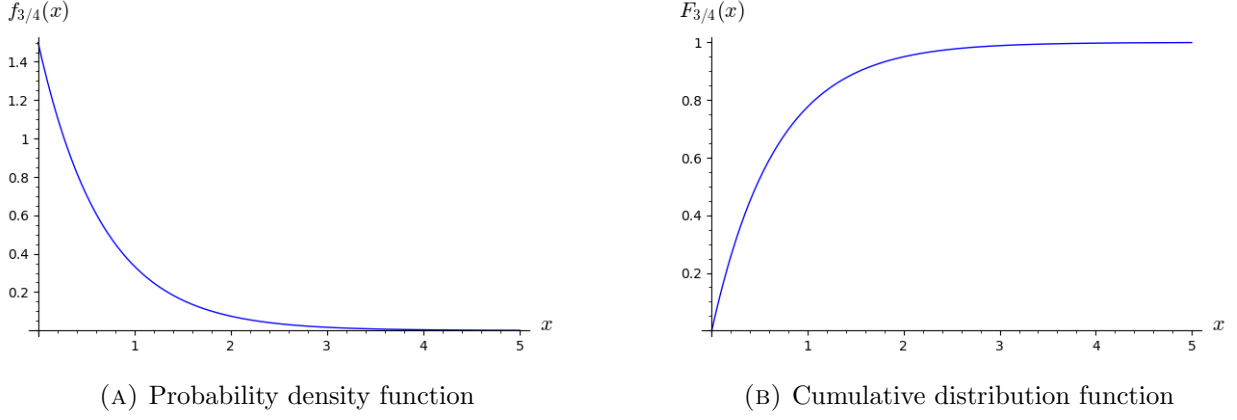 f_{3/4}(x)
1.4
1.2
1
0.8
0.6
0.4
0.2
1 2 3 4 5 x
(A) Probability density function
F_{3/4}(x)
1
0.8
0.6
0.4
0.2
1 2 3 4 5 x
(B) Cumulative distribution function